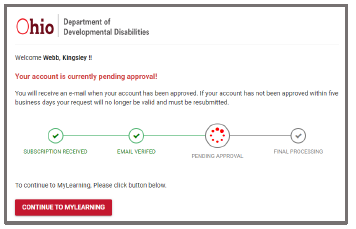 Ohio
Department of
Developmental Disabilities
Welcome Webb, Kingsley !!
Your account is currently pending approval!
You will receive an e-mail when your account has been approved. If your account has not been approved within five
business days your request will no longer be valid and must be resubmitted.
SUBSCRIPTION RECEIVED
EMAIL VERIFED
PENDING APPROVAL
FINAL PROCESSING
To continue to MyLearning, Please click button below.
CONTINUE TO MYLEARNING